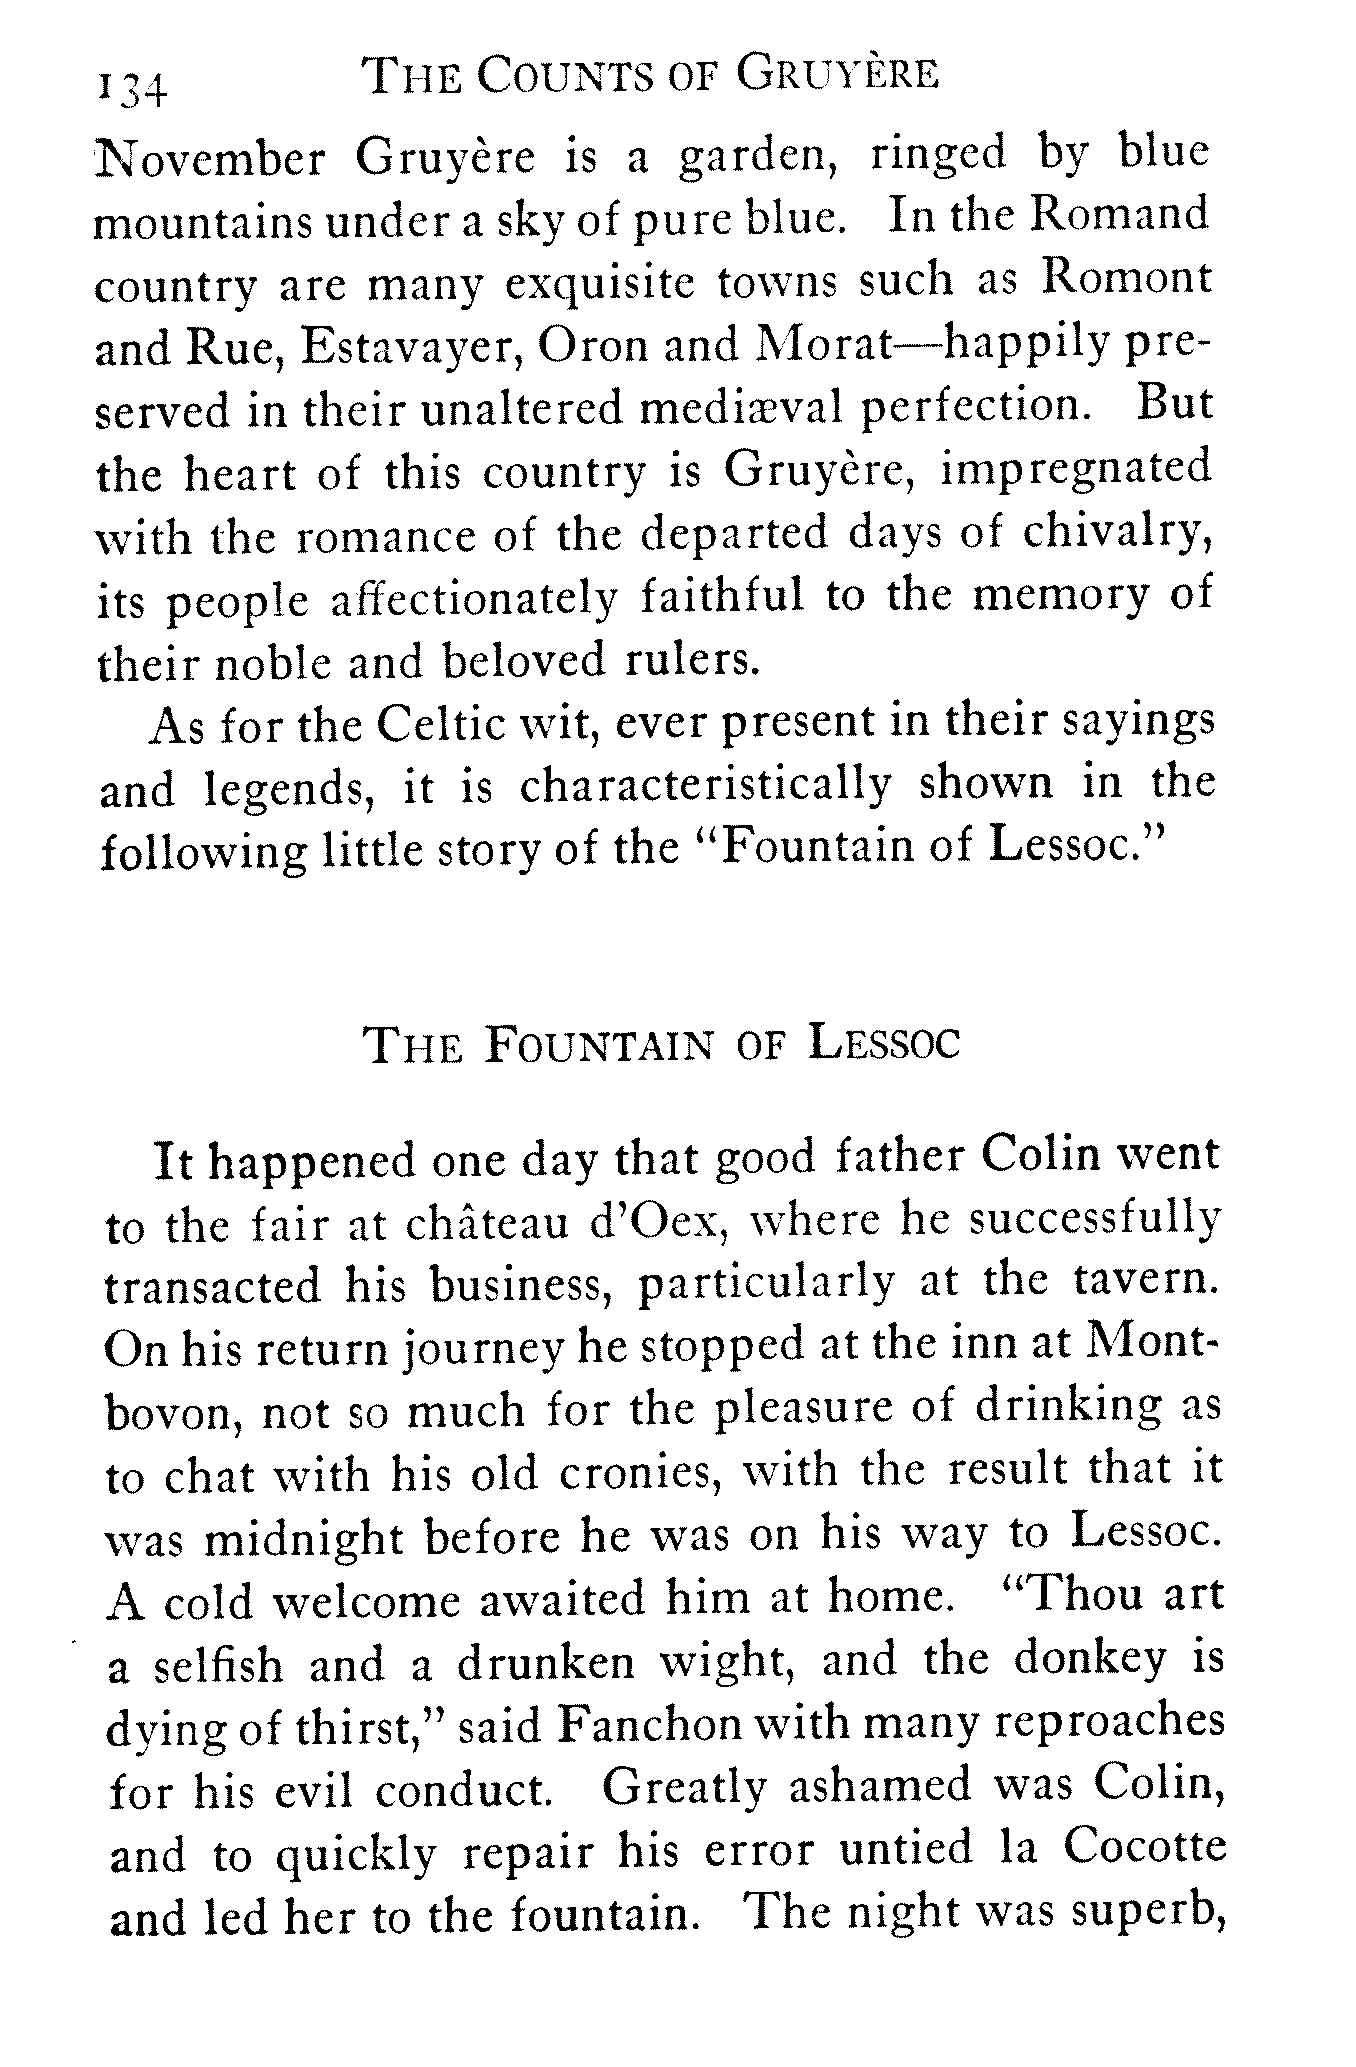 134 THE COUNTS OF GRUYÈRE
November Gruyère is a garden, ringed by blue
mountains under a sky of pure blue. In the Romand
country are many exquisite towns such as Romont
and Rue, Estavayer, Oron and Morat—happily pre-
served in their unaltered mediæval perfection. But
the heart of this country is Gruyère, impregnated
with the romance of the departed days of chivalry,
its people affectionately faithful to the memory of
their noble and beloved rulers.
As for the Celtic wit, ever present in their sayings
and legends, it is characteristically shown in the
following little story of the “Fountain of Lessoc.”
THE FOUNTAIN OF LESSOC
It happened one day that good father Colin went
to the fair at château d'Oex, where he successfully
transacted his business, particularly at the tavern.
On his return journey he stopped at the inn at Mont-
bovon, not so much for the pleasure of drinking as
to chat with his old cronies, with the result that it
was midnight before he was on his way to Lessoc.
A cold welcome awaited him at home. “Thou art
a selfish and a drunken wight, and the donkey is
dying of thirst,” said Fanchon with many reproaches
for his evil conduct. Greatly ashamed was Colin,
and to quickly repair his error untied la Cocotte
and led her to the fountain. The night was superb,